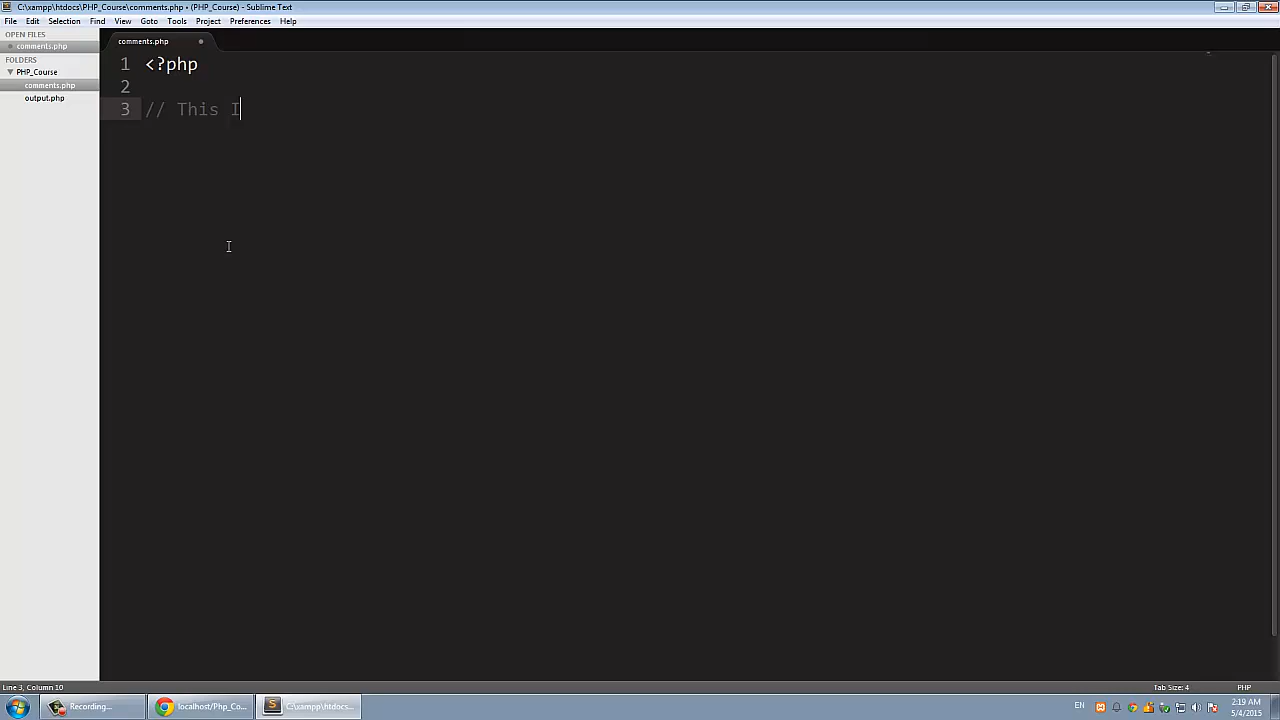 C:\xampp\htdocs\PHP_Course\comments.php • (PHP_Course) - Sublime Text
File Edit Selection Find View Goto Tools Project Preferences Help
OPEN FILES
comments.php
FOLDERS
PHP_Course
comments.php
output.php
comments.php
1 <?php
2
3 // This I
Line 3, Column 10
Tab Size: 4
PHP
Recording...
localhost/Php_Co...
C:\xampp\htdocs...
EN
2:19 AM
5/4/2015